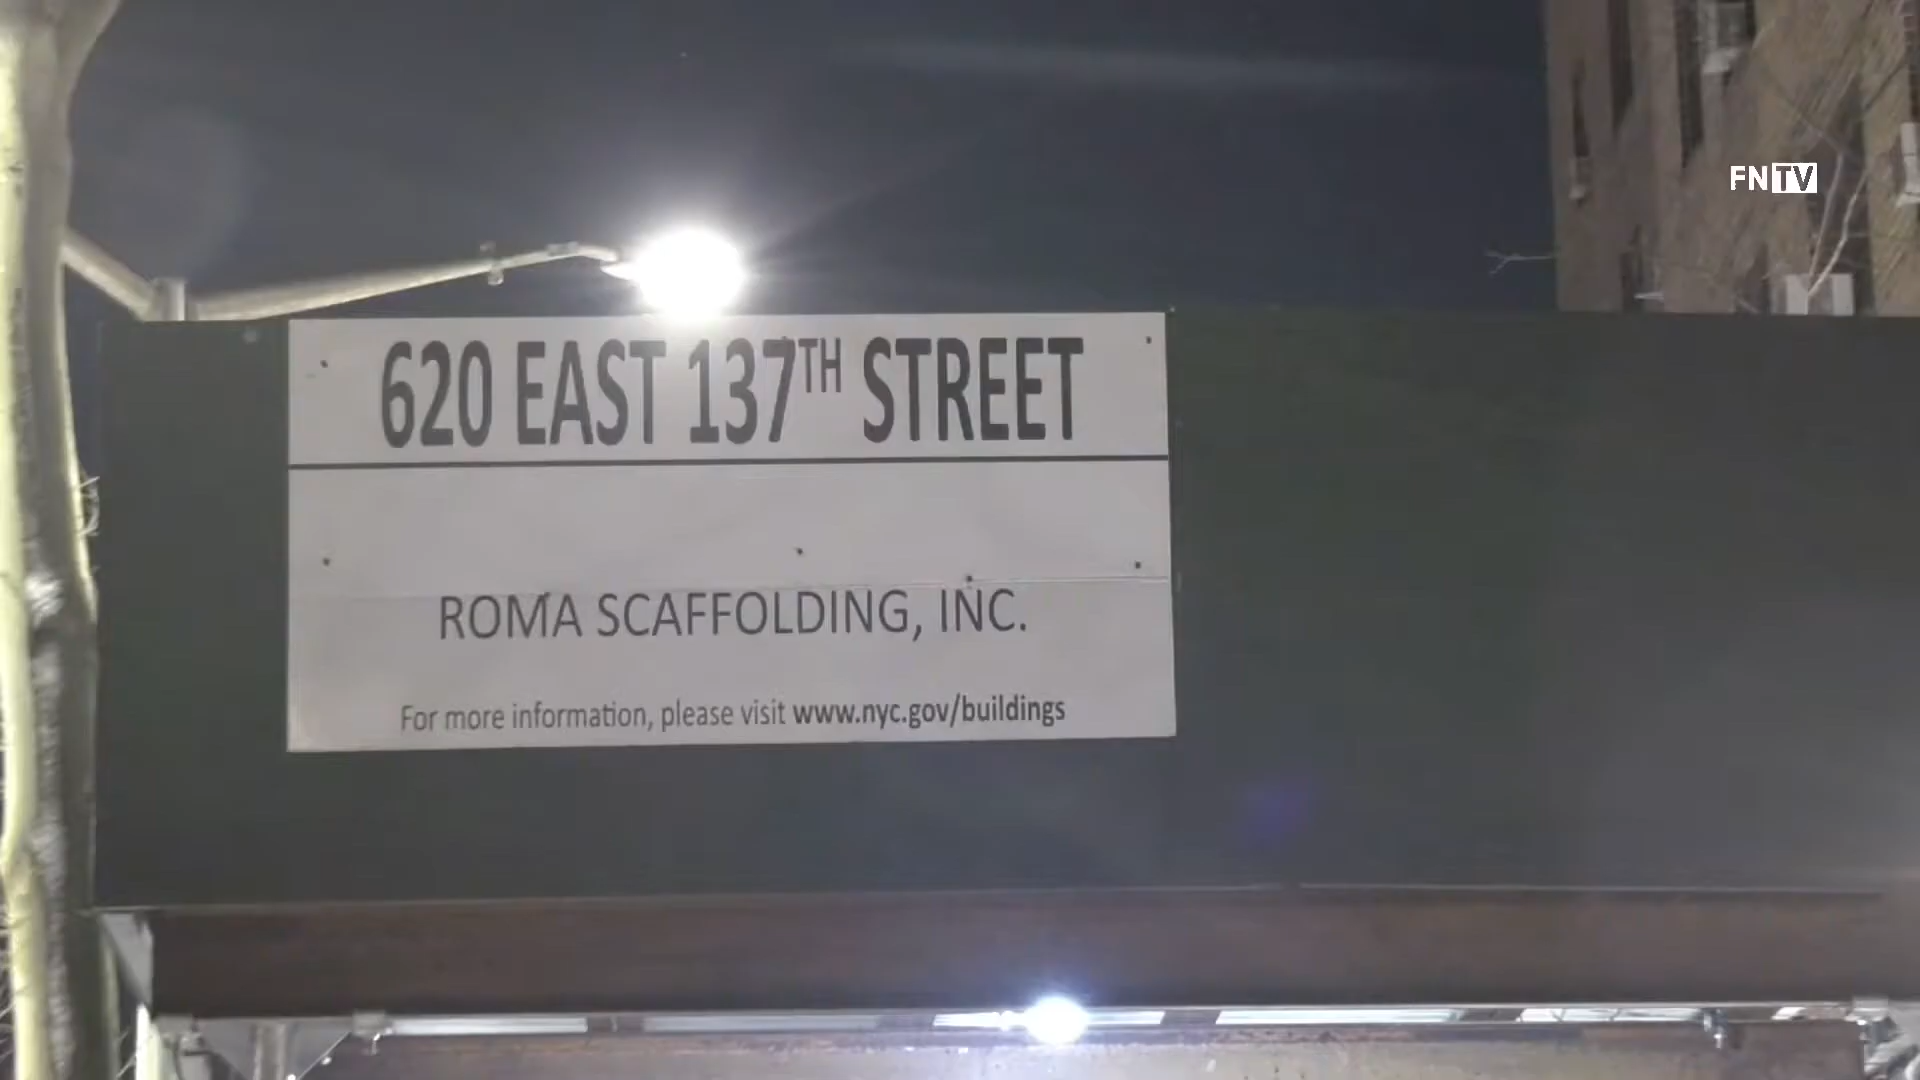 FNTV
620 EAST 137TH STREET
ROMA SCAFFOLDING, INC.
For more information, please visit www.nyc.gov/buildings